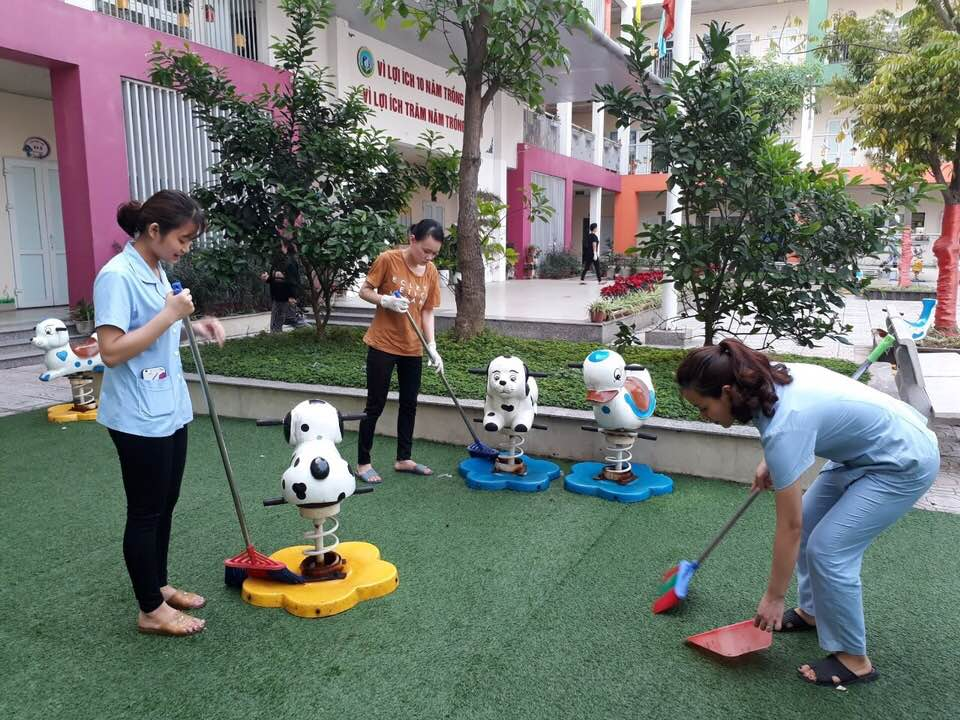 VÌ LỢI ÍCH 10 NĂM TRỒNG
VÌ LỢI ÍCH TRĂM NĂM TRỒNG